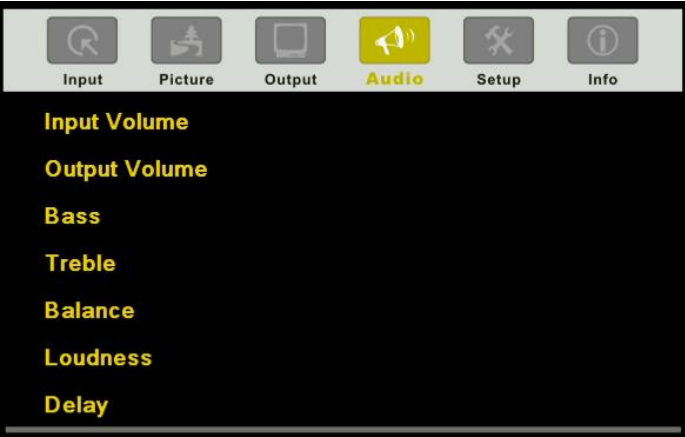 Input Picture Output Audio Setup Info
Input Volume
Output Volume
Bass
Treble
Balance
Loudness
Delay